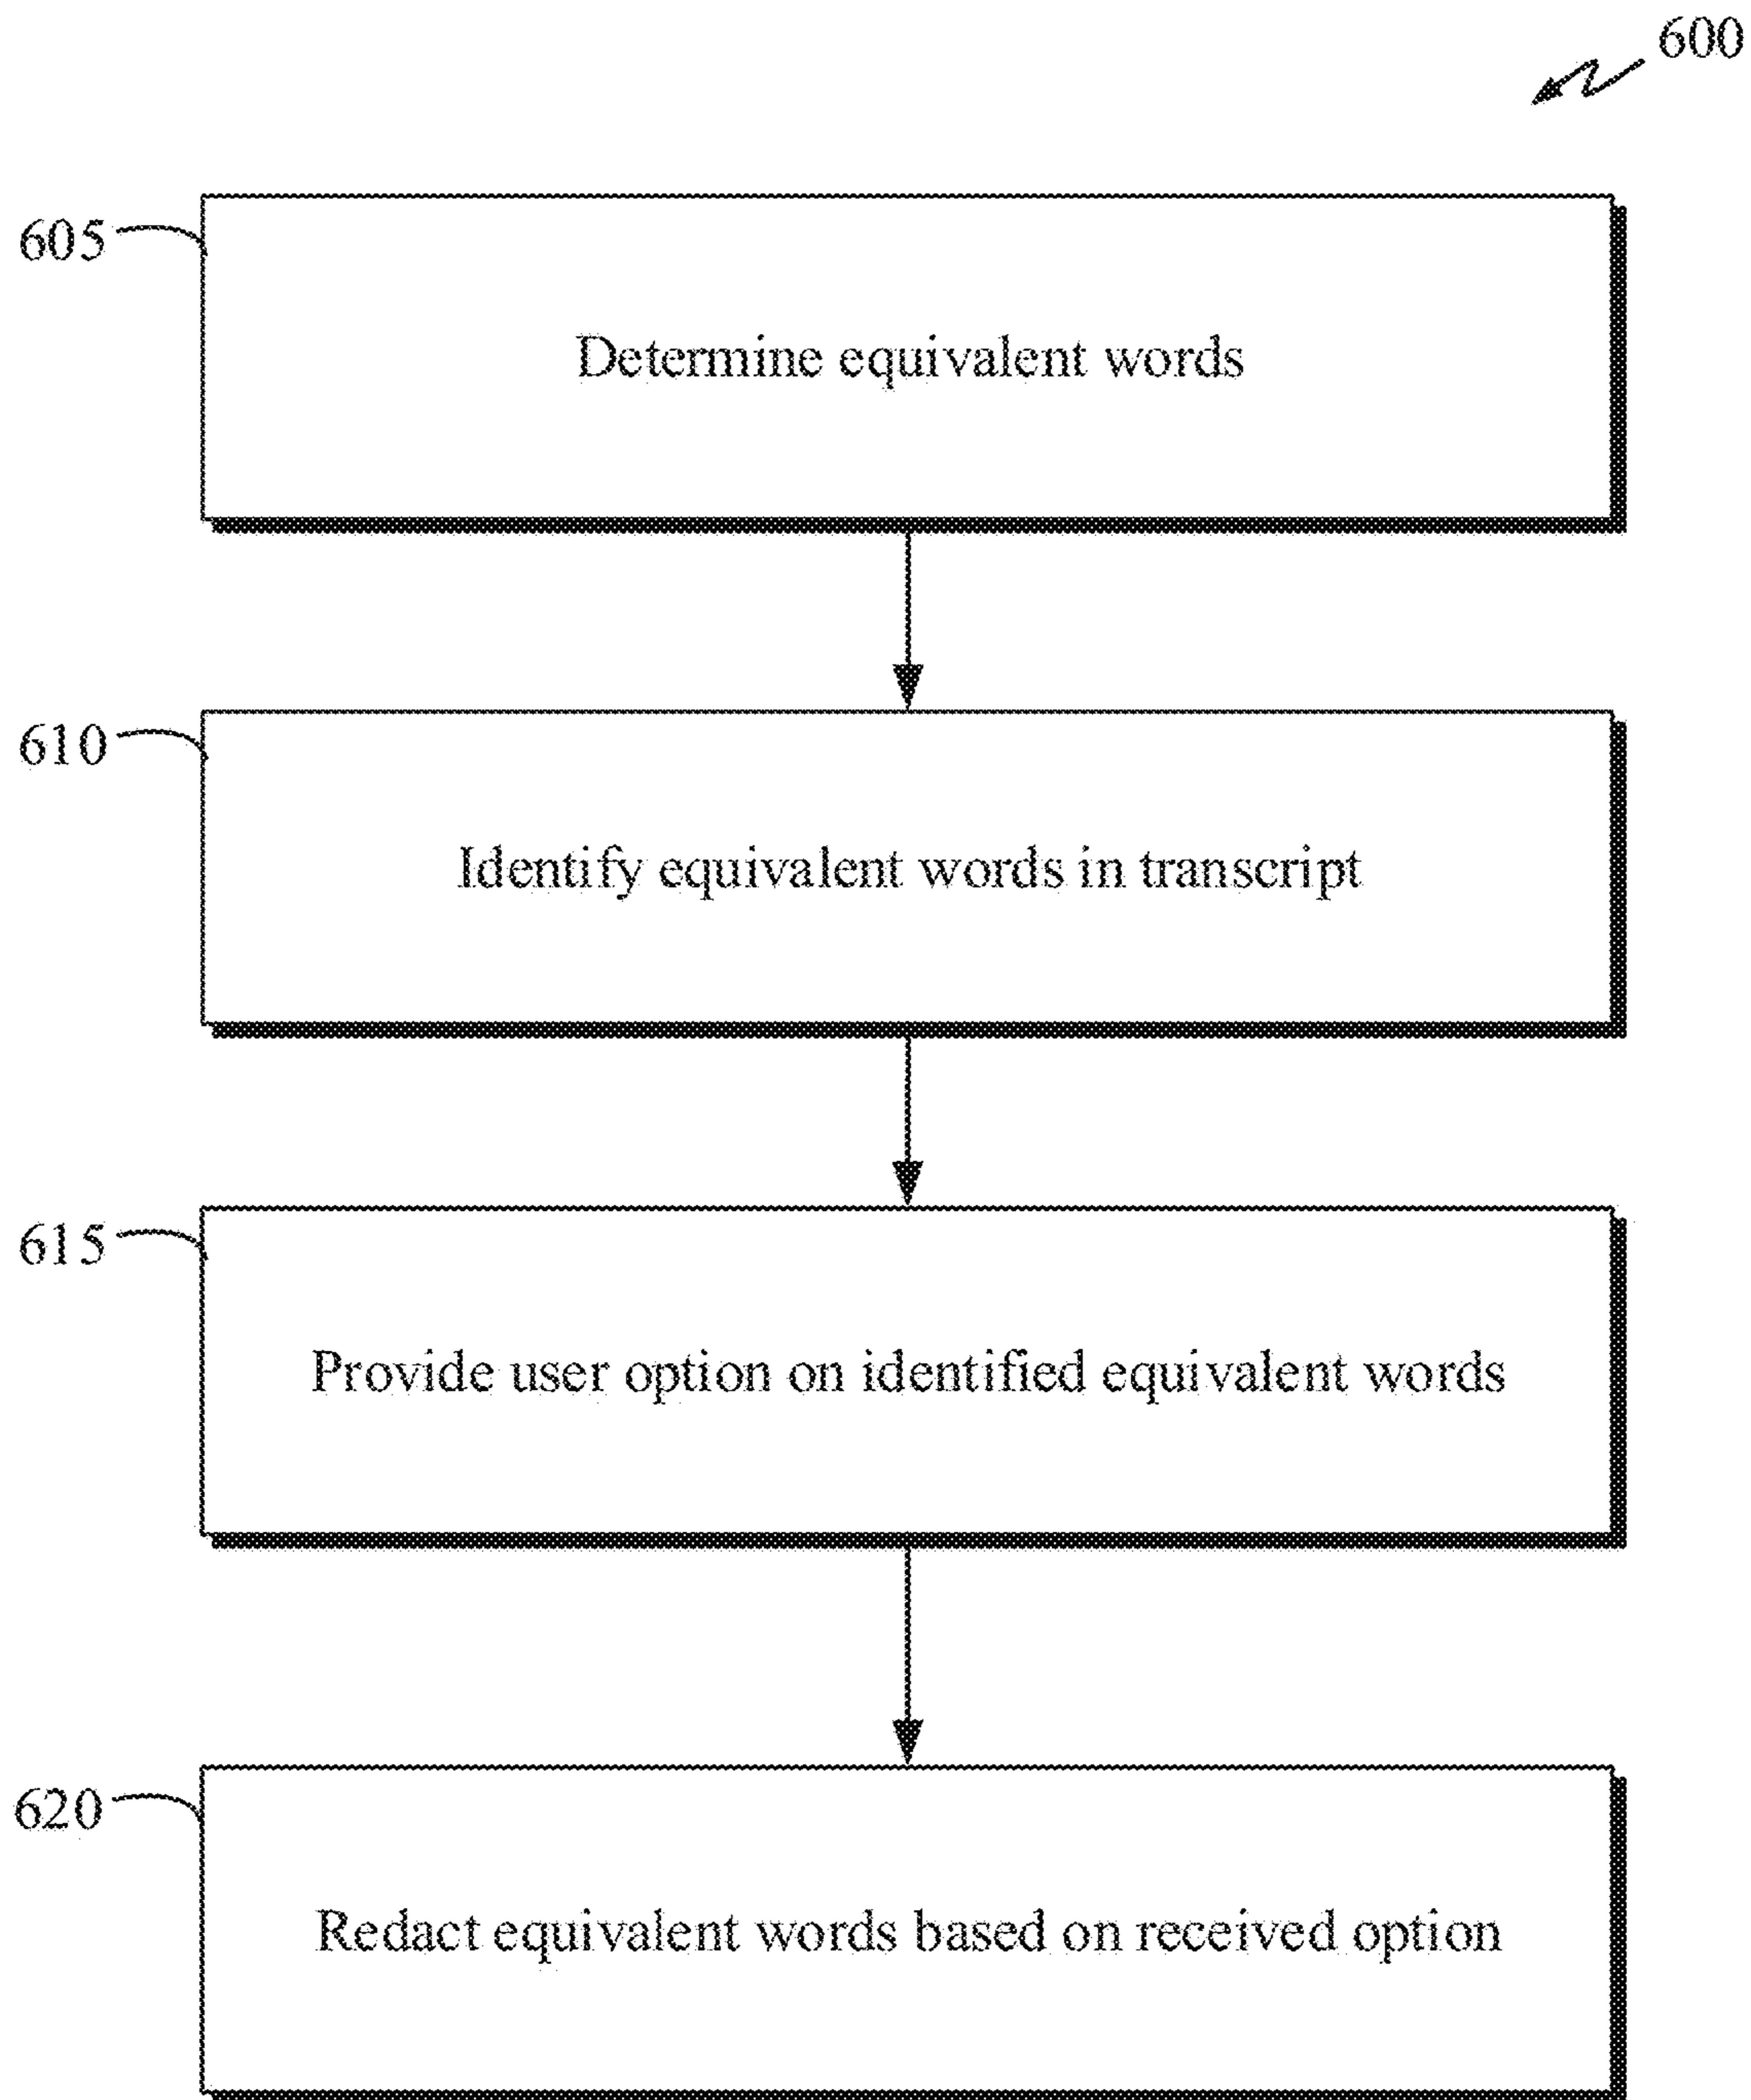 600
605
Determine equivalent words
610
Identify equivalent words in transcript
615
Provide user option on identified equivalent words
620
Redact equivalent words based on received option